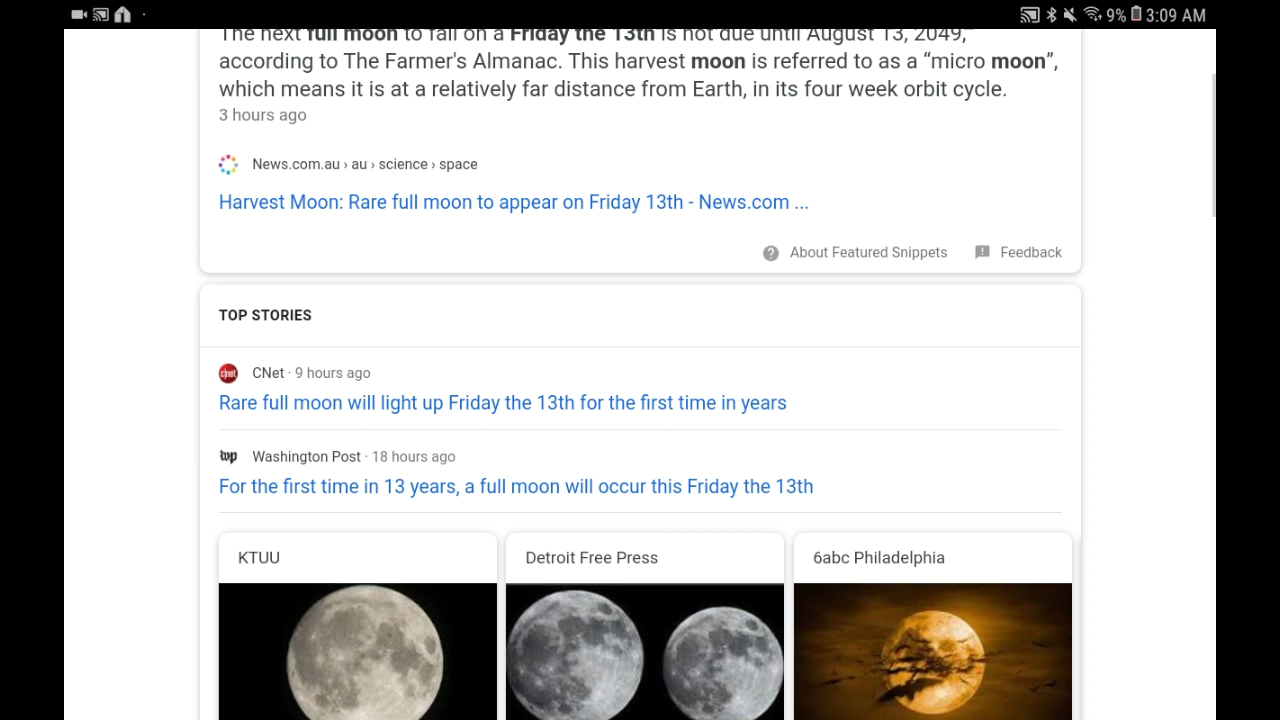 9% 3:09 AM
The next full moon to fall on a Friday the 13th is not due until August 13, 2049,
according to The Farmer's Almanac. This harvest moon is referred to as a “micro moon”,
which means it is at a relatively far distance from Earth, in its four week orbit cycle.
3 hours ago
News.com.au › au › science › space
Harvest Moon: Rare full moon to appear on Friday 13th - News.com ...
About Featured Snippets Feedback
TOP STORIES
c|net CNet · 9 hours ago
Rare full moon will light up Friday the 13th for the first time in years
wp Washington Post · 18 hours ago
For the first time in 13 years, a full moon will occur this Friday the 13th
KTUU Detroit Free Press 6abc Philadelphia